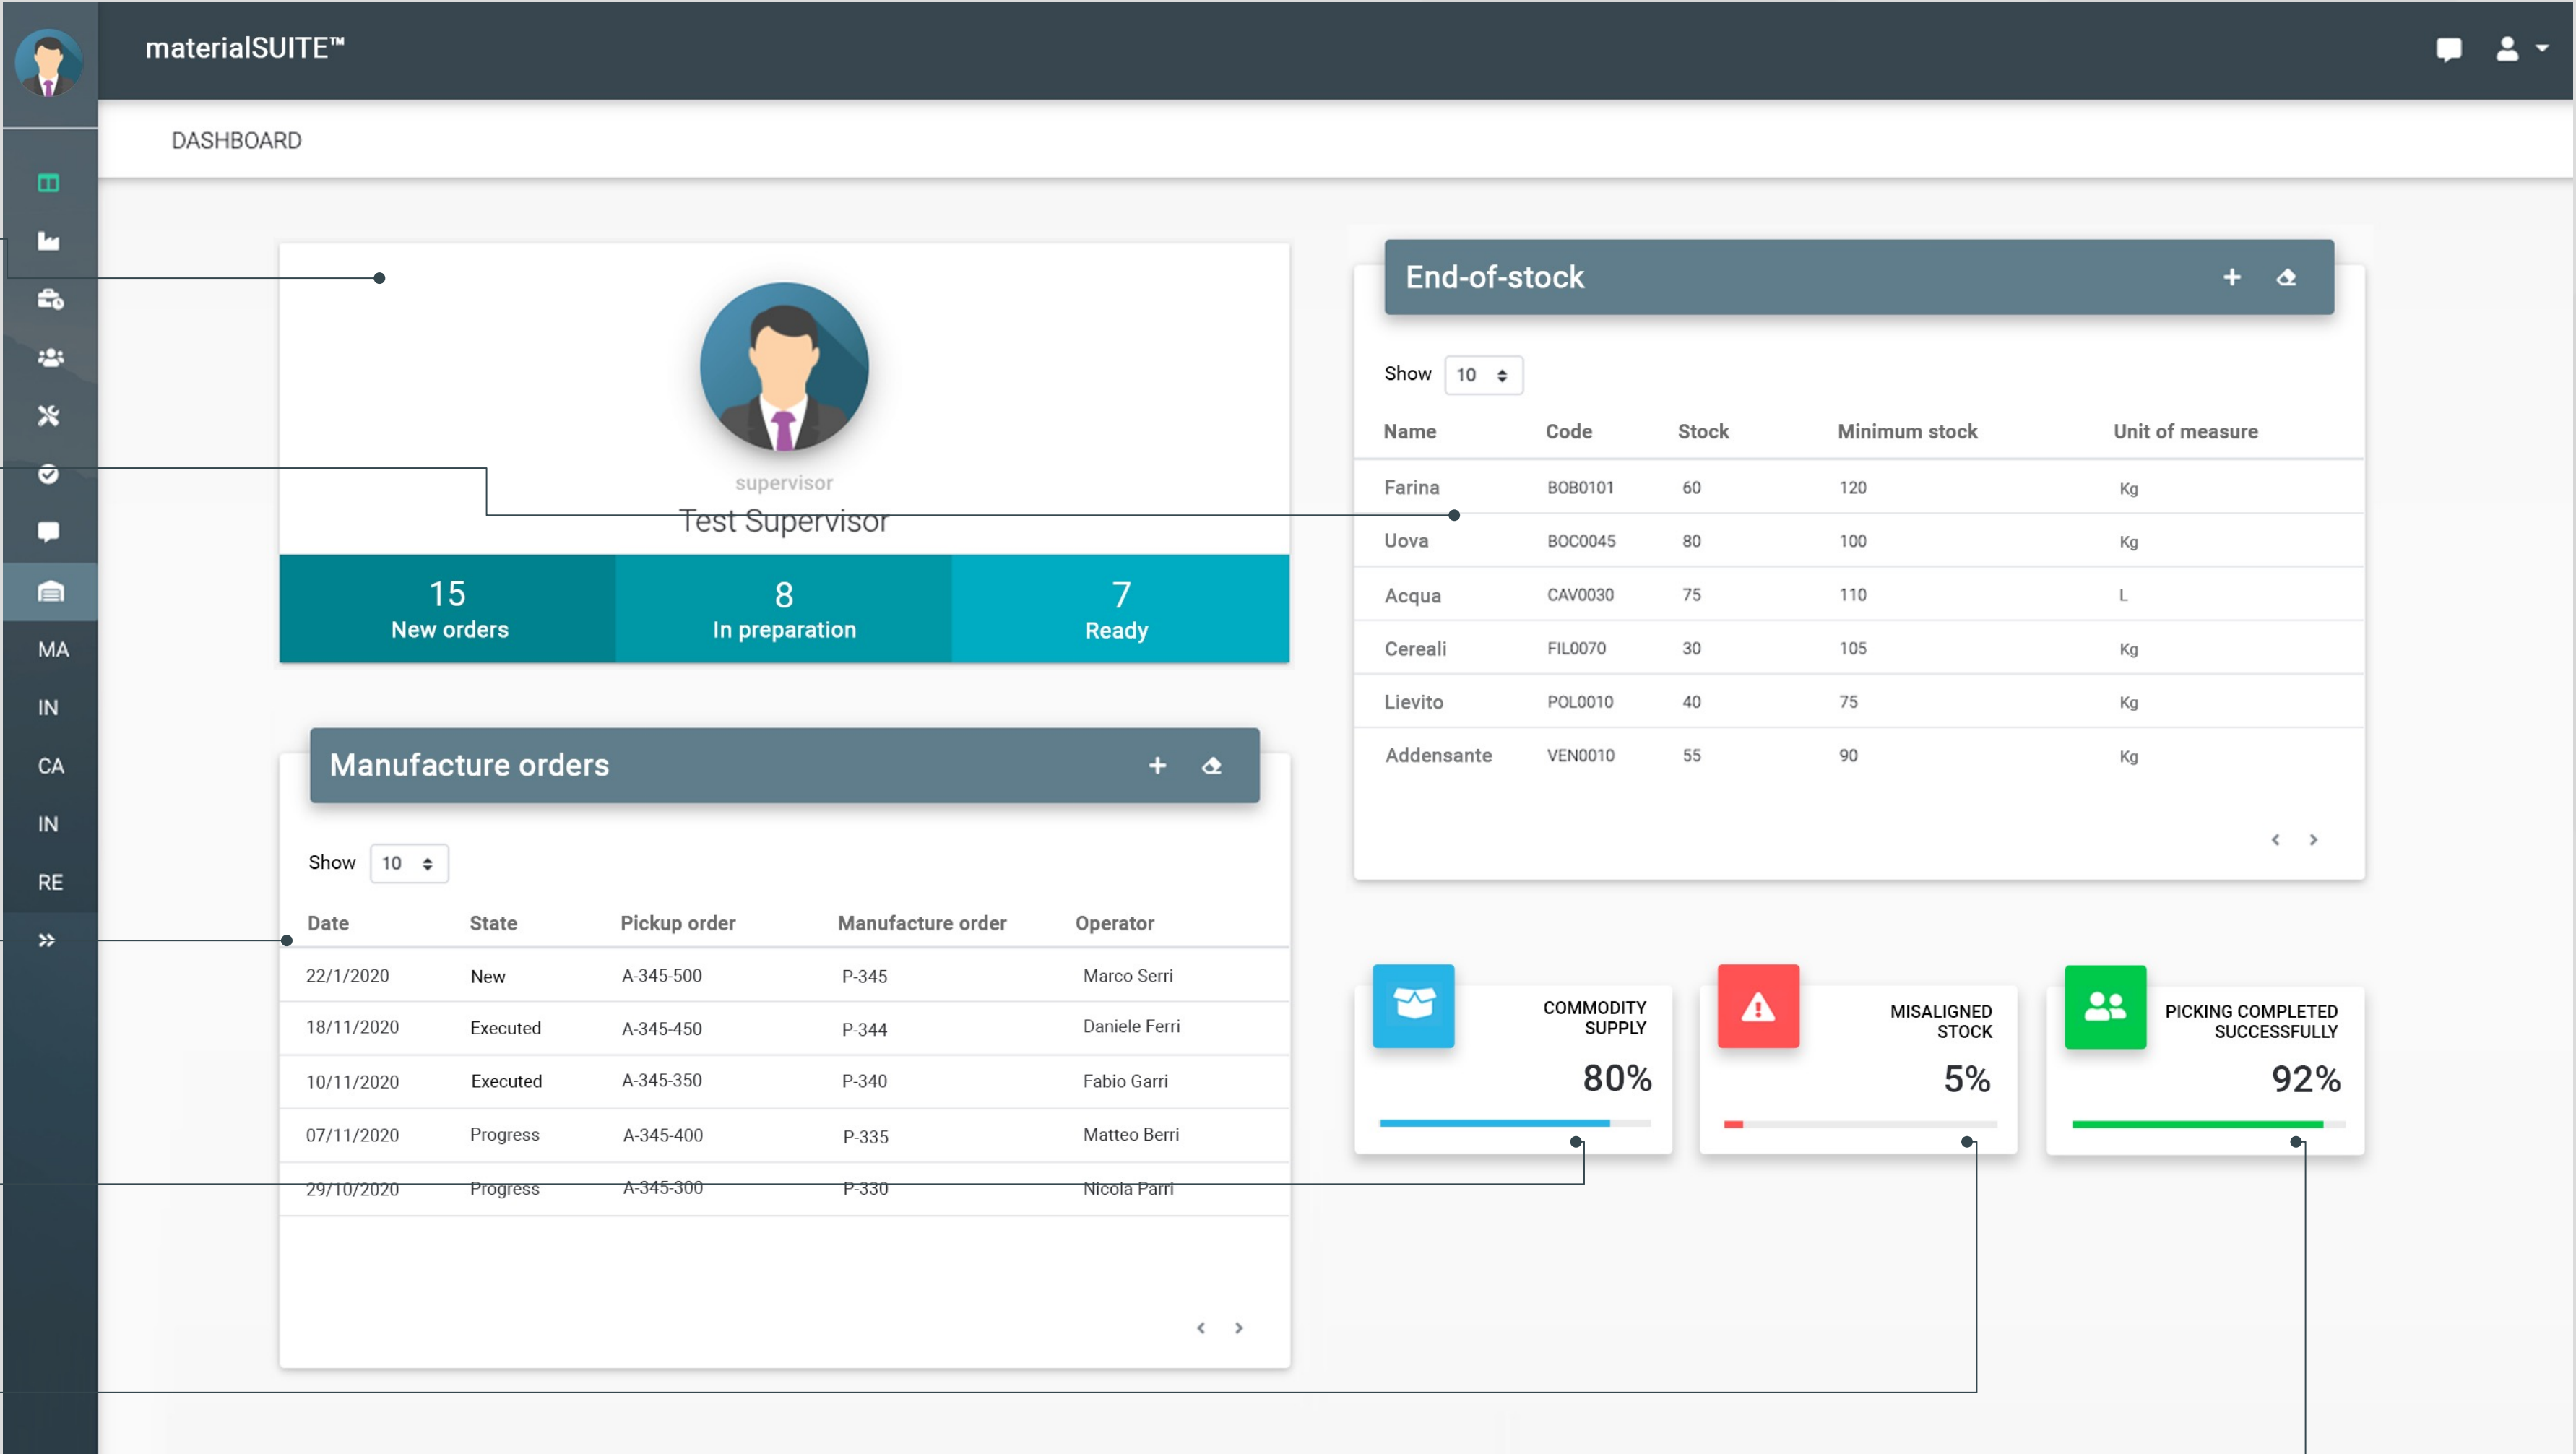 materialSUITE™
DASHBOARD
supervisor
Test Supervisor
15
New orders
8
In preparation
7
Ready
End-of-stock
Show 10
Name Code Stock Minimum stock Unit of measure
Farina BOB0101 60 120 Kg
Uova BOC0045 80 100 Kg
Acqua CAV0030 75 110 L
Cereali FIL0070 30 105 Kg
Lievito POL0010 40 75 Kg
Addensante VEN0010 55 90 Kg
MA
IN
CA
IN
RE
Manufacture orders
Show 10
Date State Pickup order Manufacture order Operator
22/1/2020 New A-345-500 P-345 Marco Serri
18/11/2020 Executed A-345-450 P-344 Daniele Ferri
10/11/2020 Executed A-345-350 P-340 Fabio Garri
07/11/2020 Progress A-345-400 P-335 Matteo Berri
29/10/2020 Progress A-345-300 P-330 Nicola Parri
COMMODITY
SUPPLY
80%
MISALIGNED
STOCK
5%
PICKING COMPLETED
SUCCESSFULLY
92%